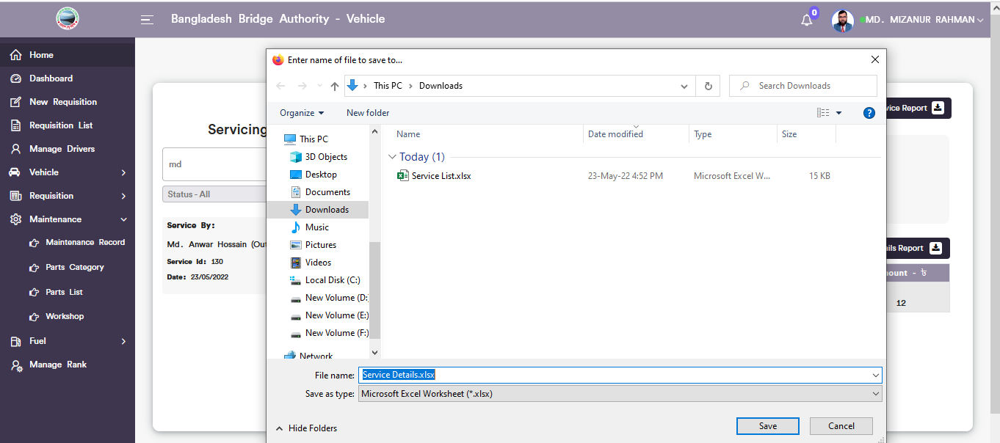 Bangladesh Bridge Authority - Vehicle
0
MD. MIZANUR RAHMAN
Home
Dashboard
New Requisition
Requisition List
Manage Drivers
Vehicle
Requisition
Maintenance
Maintenance Record
Parts Category
Parts List
Workshop
Fuel
Manage Rank
Servicing
md
Status - All
Service By:
Md. Anwar Hossain (Out
Service Id: 130
Date: 23/05/2022
Enter name of file to save to...
This PC > Downloads
Search Downloads
Organize
New folder
This PC
3D Objects
Desktop
Documents
Downloads
Music
Pictures
Videos
Local Disk (C:)
New Volume (D:
New Volume (E:)
New Volume (F:)
Network
Name Date modified Type Size
Today (1)
Service List.xlsx 23-May-22 4:52 PM Microsoft Excel W... 15 KB
File name: Service Details.xlsx
Save as type: Microsoft Excel Worksheet (*.xlsx)
Hide Folders
Save
Cancel
vice Report
ils Report
ount - ৳
12